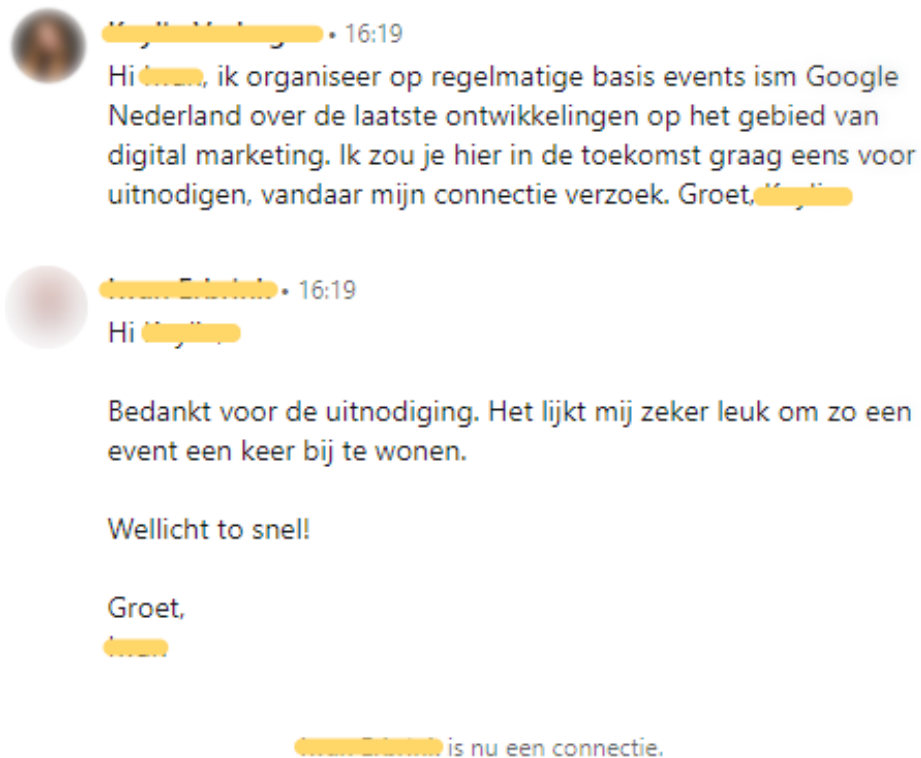 • 16:19
Hi , ik organiseer op regelmatige basis events ism Google
Nederland over de laatste ontwikkelingen op het gebied van
digital marketing. Ik zou je hier in de toekomst graag eens voor
uitnodigen, vandaar mijn connectie verzoek. Groet,
• 16:19
Hi
Bedankt voor de uitnodiging. Het lijkt mij zeker leuk om zo een
event een keer bij te wonen.
Wellicht to snel!
Groet,
is nu een connectie.